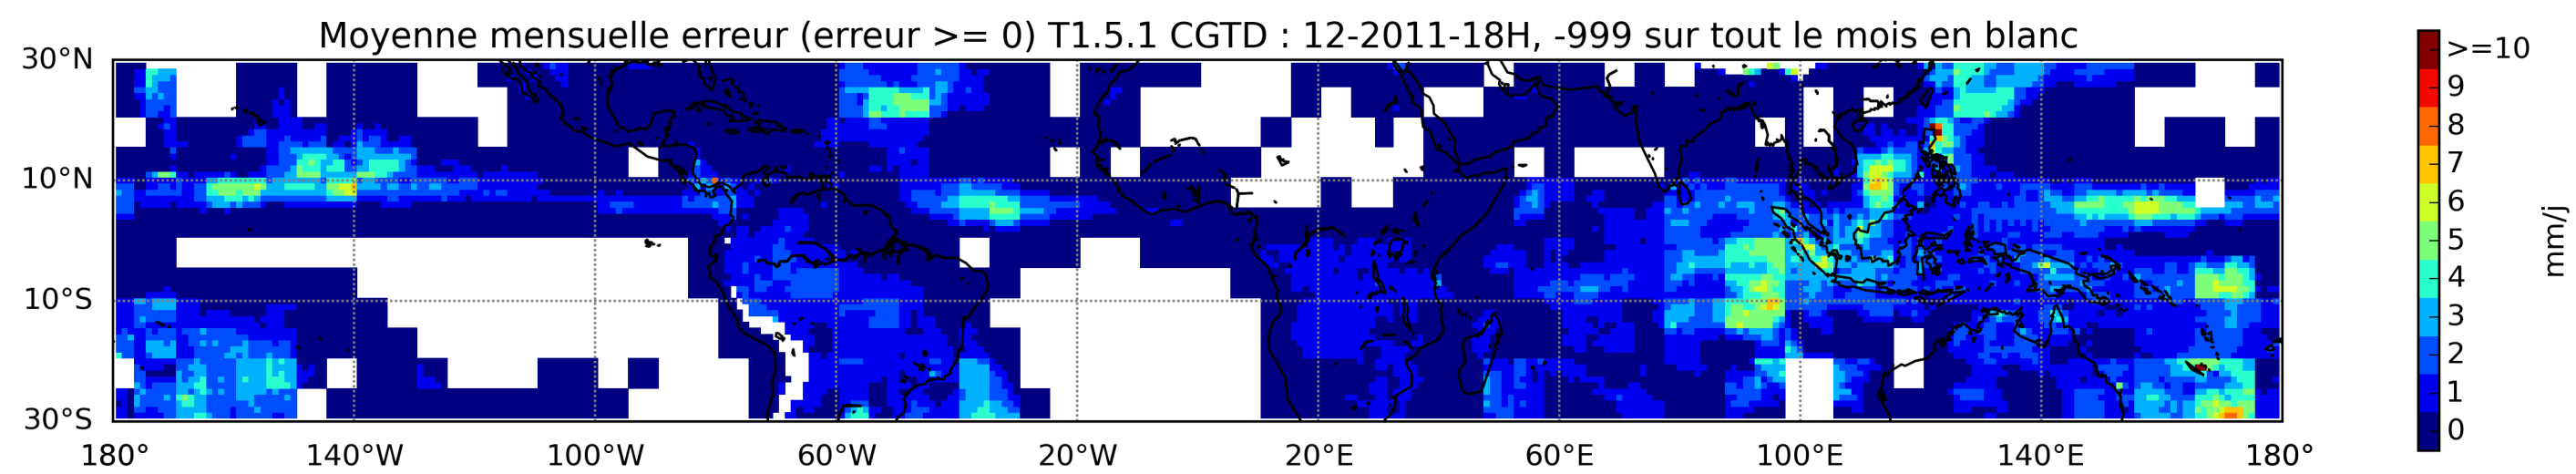 Moyenne mensuelle erreur (erreur >= 0) T1.5.1 CGTD : 12-2011-18H, -999 sur tout le mois en blanc
30°N
10°N
10°S
30°S
180° 140°W 100°W 60°W 20°W 20°E 60°E 100°E 140°E 180°
>=10
9
8
7
6
5
4
3
2
1
0
mm/j